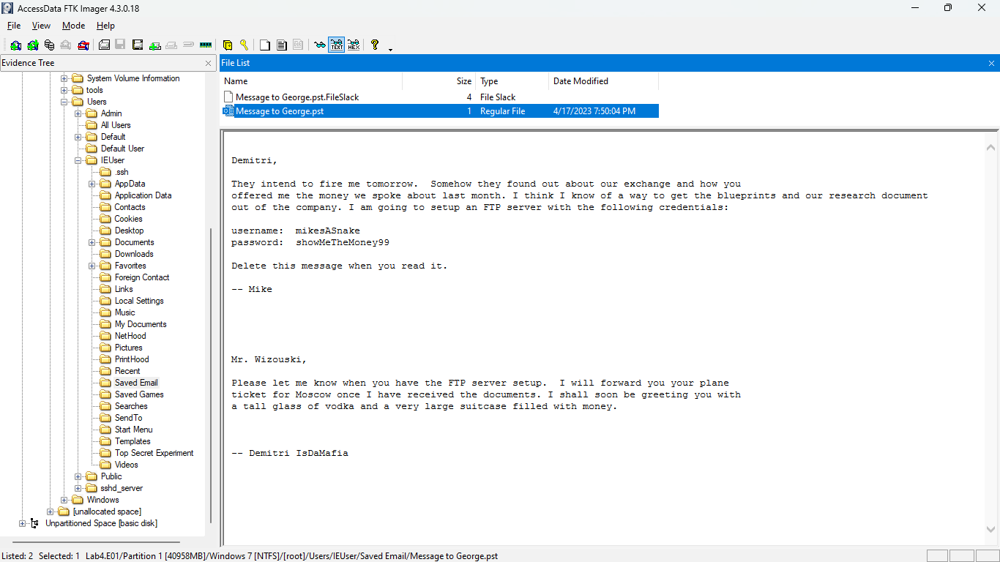 AccessData FTK Imager 4.3.0.18
File View Mode Help
Evidence Tree
System Volume Information
tools
Users
Admin
All Users
Default
Default User
IEUser
.ssh
AppData
Application Data
Contacts
Cookies
Desktop
Documents
Downloads
Favorites
Foreign Contact
Links
Local Settings
Music
My Documents
NetHood
Pictures
PrintHood
Recent
Saved Email
Saved Games
Searches
SendTo
Start Menu
Templates
Top Secret Experiment
Videos
Public
sshd_server
Windows
[unallocated space]
Unpartitioned Space [basic disk]
TEXT HEX DIR
File List
Name Size Type Date Modified
Message to George.pst.FileSlack 4 File Slack
Message to George.pst 1 Regular File 4/17/2023 7:50:04 PM
Demitri,
They intend to fire me tomorrow.  Somehow they found out about our exchange and how you
offered me the money we spoke about last month. I think I know of a way to get the blueprints and our research document
out of the company. I am going to setup an FTP server with the following credentials:
username:  mikesASnake
password:  showMeTheMoney99
Delete this message when you read it.
-- Mike
Mr. Wizouski,
Please let me know when you have the FTP server setup.  I will forward you your plane
ticket for Moscow once I have received the documents. I shall soon be greeting you with
a tall glass of vodka and a very large suitcase filled with money.
-- Demitri IsDaMafia
Listed: 2 Selected: 1 Lab4.E01/Partition 1 [40958MB]/Windows 7 [NTFS]/[root]/Users/IEUser/Saved Email/Message to George.pst